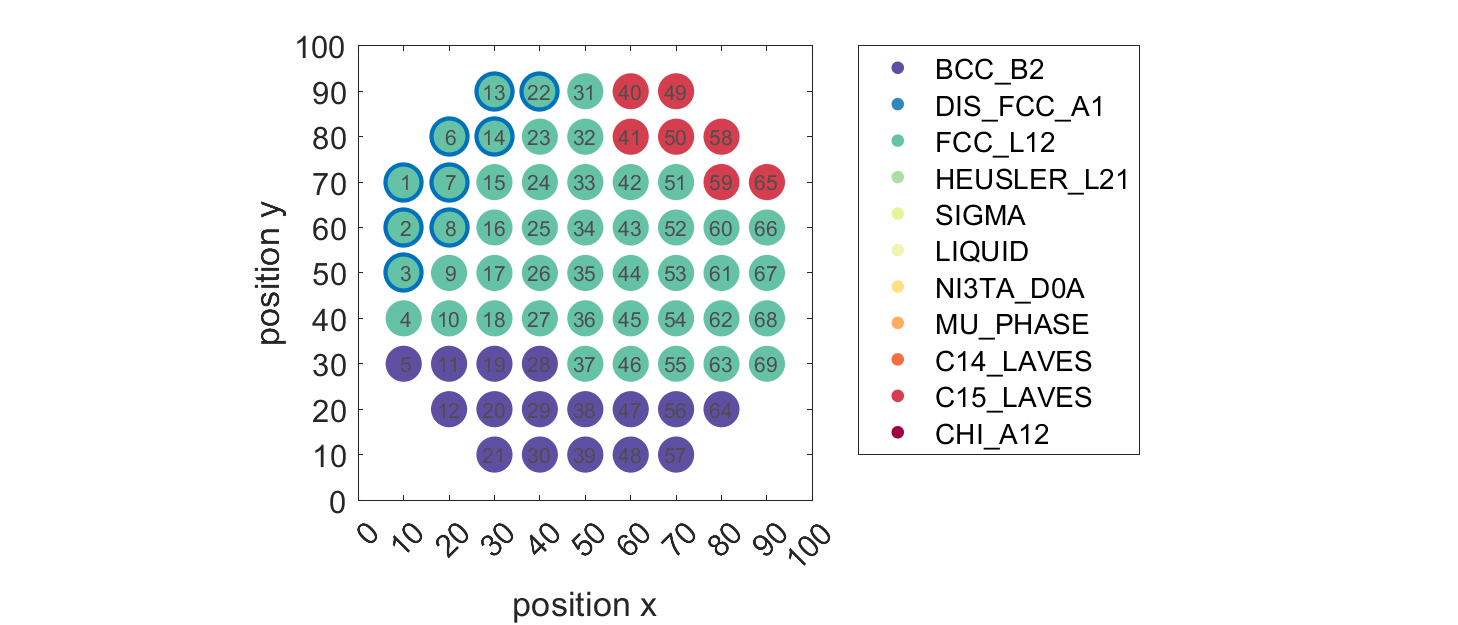 100
90
80
70
60
50
40
30
20
10
0
13 22 31 40 49
6 14 23 32 41 50 58
1 7 15 24 33 42 51 59 65
2 8 16 25 34 43 52 60 66
3 9 17 26 35 44 53 61 67
4 10 18 27 36 45 54 62 68
5 11 19 28 37 46 55 63 69
12 20 29 38 47 56 64
21 30 39 48 57
0 10 20 30 40 50 60 70 80 90 100
position x
position y
BCC_B2
DIS_FCC_A1
FCC_L12
HEUSLER_L21
SIGMA
LIQUID
NI3TA_D0A
MU_PHASE
C14_LAVES
C15_LAVES
CHI_A12